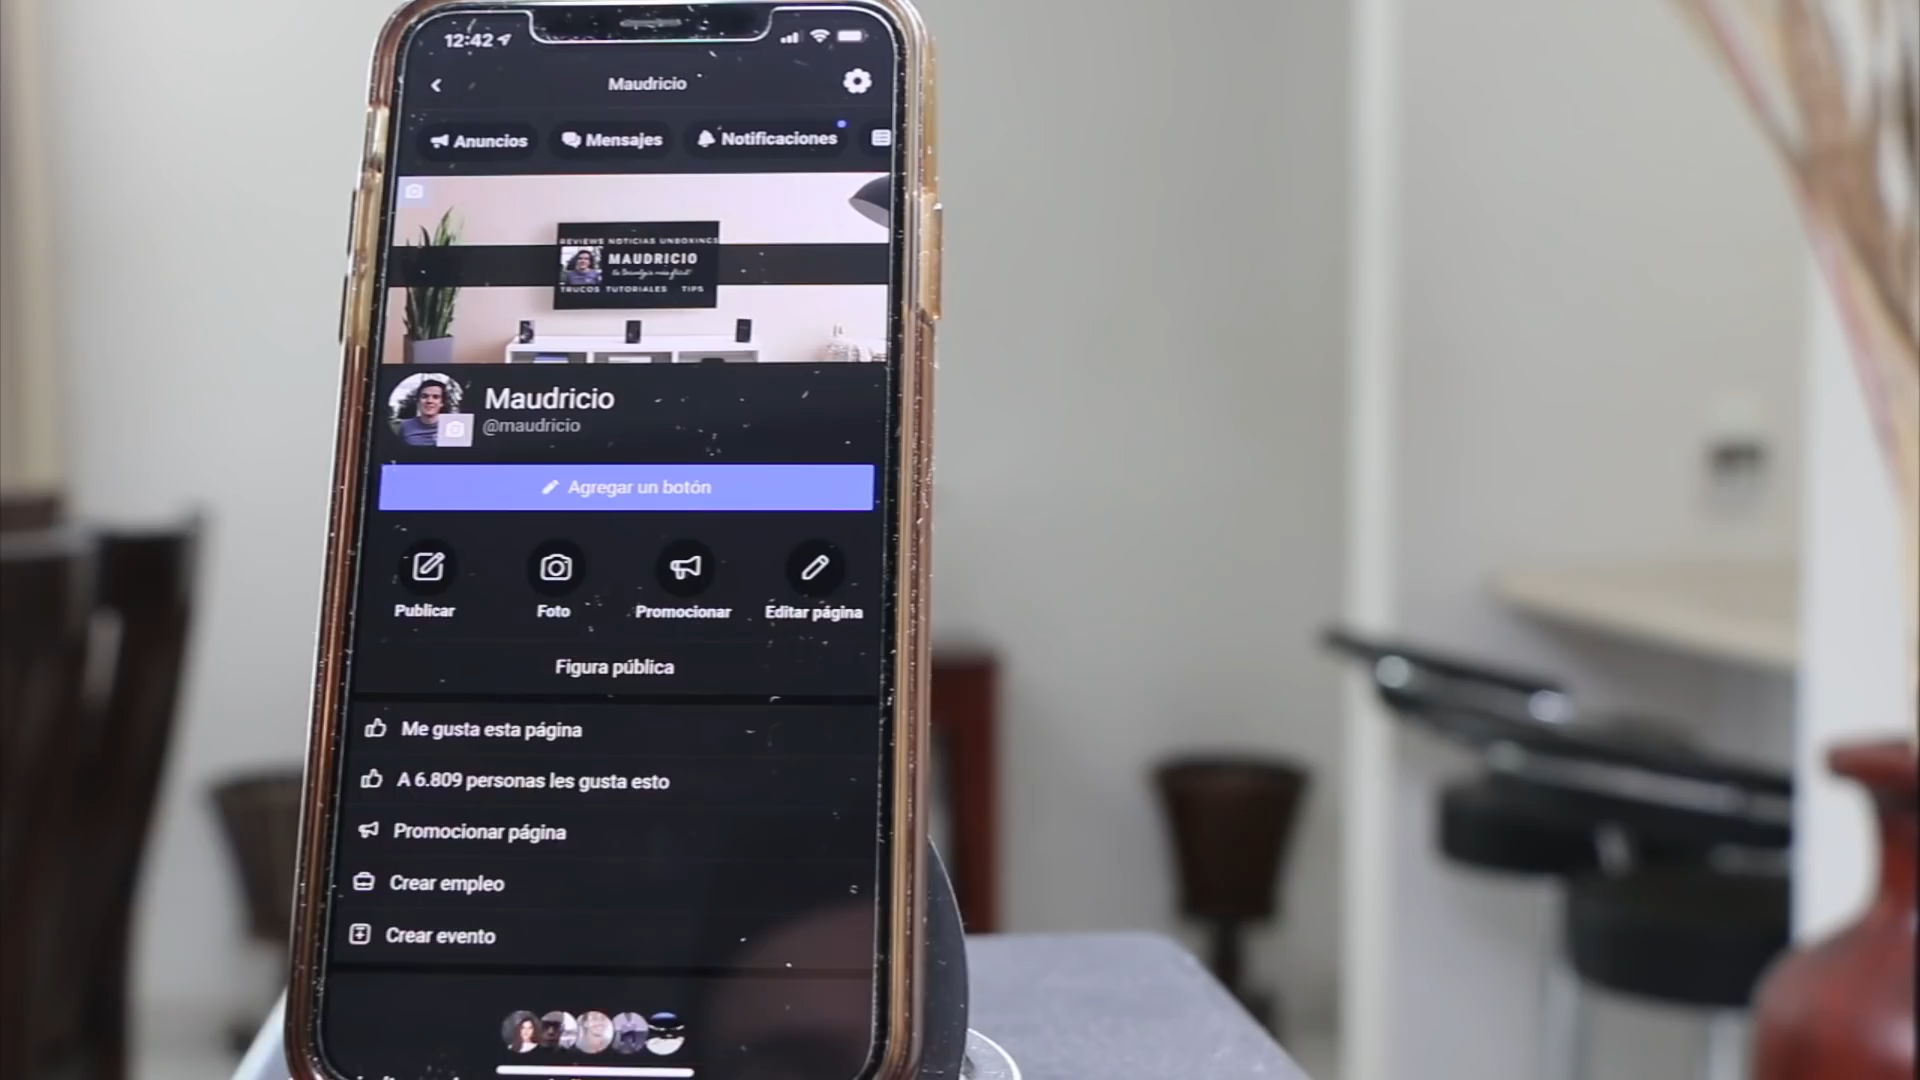 12:42
Maudricio
Anuncios
Mensajes
Notificaciones
REVIEWS NOTICIAS UNBOXINGS
MAUDRICIO
TRUCOS TUTORIALES TIPS
Maudricio
@maudricio
Agregar un botón
Publicar
Foto
Promocionar
Editar página
Figura pública
Me gusta esta página
A 6.809 personas les gusta esto
Promocionar página
Crear empleo
Crear evento